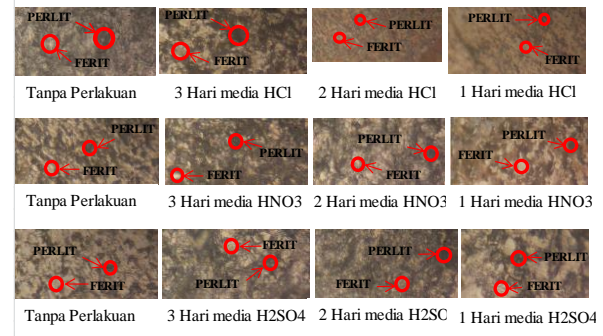 PERLIT
FERIT
PERLIT
FERIT
PERLIT
FERIT
PERLIT
FERIT
Tanpa Perlakuan 3 Hari media HCl 2 Hari media HCl 1 Hari media HCl
PERLIT
FERIT
PERLIT
FERIT
PERLIT
FERIT
PERLIT
FERIT
Tanpa Perlakuan 3 Hari media HNO3 2 Hari media HNO3 1 Hari media HNO3
PERLIT
FERIT
FERIT
PERLIT
PERLIT
FERIT
PERLIT
FERIT
Tanpa Perlakuan 3 Hari media H2SO4 2 Hari media H2SO 1 Hari media H2SO4